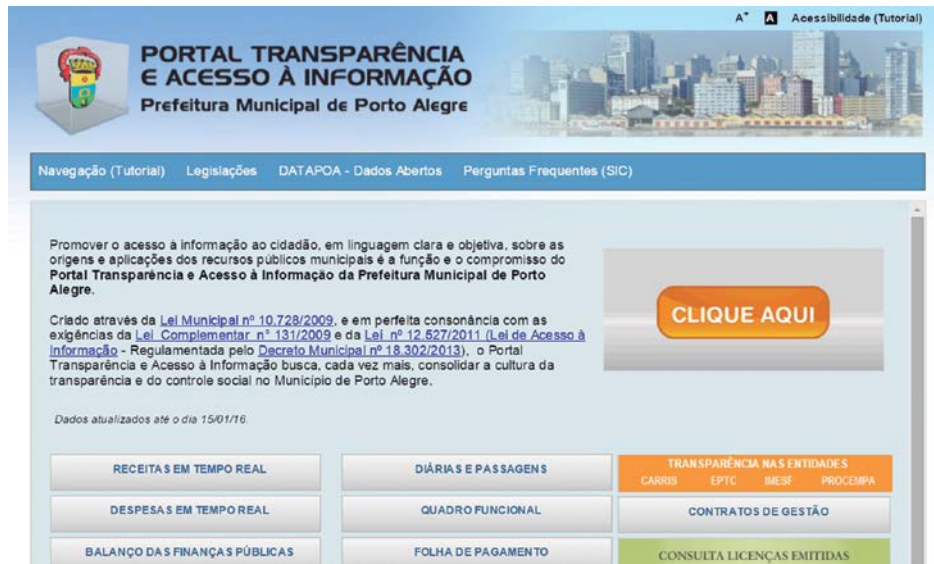 A+ A Acessibilidade (Tutorial)
PORTAL TRANSPARÊNCIA
E ACESSO À INFORMAÇÃO
Prefeitura Municipal de Porto Alegre
Navegação (Tutorial) Legislações DATAPOA - Dados Abertos Perguntas Frequentes (SIC)
Promover o acesso à informação ao cidadão, em linguagem clara e objetiva, sobre as
origens e aplicações dos recursos públicos municipais é a função e o compromisso do
Portal Transparência e Acesso à Informação da Prefeitura Municipal de Porto
Alegre.
Criado através da Lei Municipal nº 10.728/2009, e em perfeita consonância com as
exigências da Lei Complementar n° 131/2009 e da Lei nº 12.527/2011 (Lei de Acesso à
Informação - Regulamentada pelo Decreto Municipal nº 18.302/2013), o Portal
Transparência e Acesso à Informação busca, cada vez mais, consolidar a cultura da
transparência e do controle social no Município de Porto Alegre.
CLIQUE AQUI
Dados atualizados até o dia 15/01/16.
RECEITAS EM TEMPO REAL
DIÁRIAS E PASSAGENS
TRANSPARÊNCIA NAS ENTIDADES
CARRIS EPTC IMESF PROCEMPA
DESPESAS EM TEMPO REAL
QUADRO FUNCIONAL
CONTRATOS DE GESTÃO
BALANÇO DAS FINANÇAS PÚBLICAS
FOLHA DE PAGAMENTO
CONSULTA LICENÇAS EMITIDAS